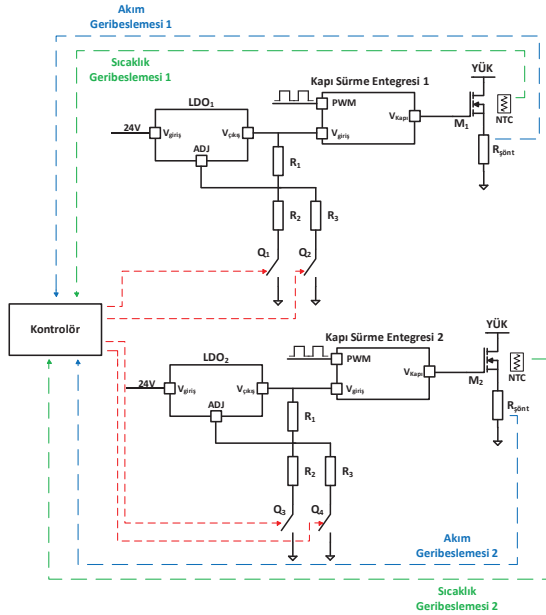 Akım
Geribeslemesi 1
Sıcaklık
Geribeslemesi 1
Kapı Sürme Entegresi 1
YÜK
LDO₁
PWM
NTC
24V
Vgiriş
Vçıkış
Vgiriş
VKapı
M₁
ADJ
R₁
Rşönt
R₂
R₃
Q₁
Q₂
Kontrolör
Kapı Sürme Entegresi 2
YÜK
LDO₂
PWM
NTC
24V
Vgiriş
Vçıkış
Vgiriş
VKapı
M₂
ADJ
R₁
Rşönt
R₂
R₃
Q₃
Q₄
Akım
Geribeslemesi 2
Sıcaklık
Geribeslemesi 2